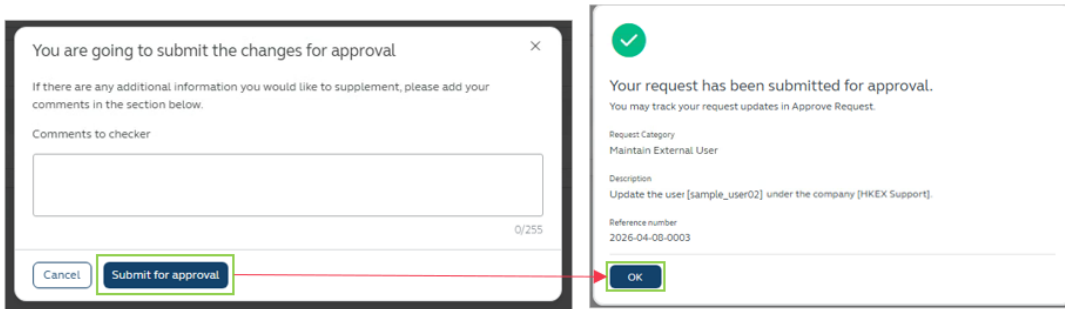 You are going to submit the changes for approval
If there are any additional information you would like to supplement, please add your
comments in the section below.
Comments to checker
0/255
Cancel
Submit for approval
Your request has been submitted for approval.
You may track your request updates in Approve Request.
Request Category
Maintain External User
Description
Update the user [sample_user02] under the company [HKEX Support].
Reference number
2026-04-08-0003
OK